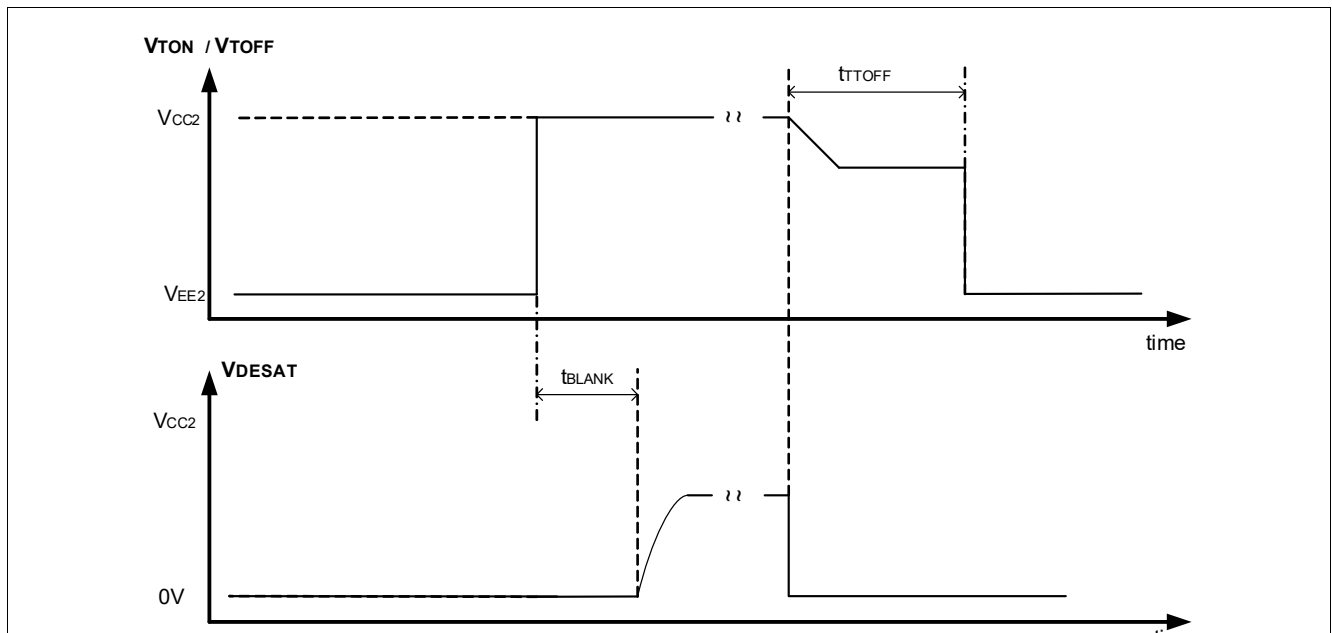 VTON / VTOFF
tTTOFF
VCC2
VEE2
time
VDESAT
tBLANK
VCC2
0V